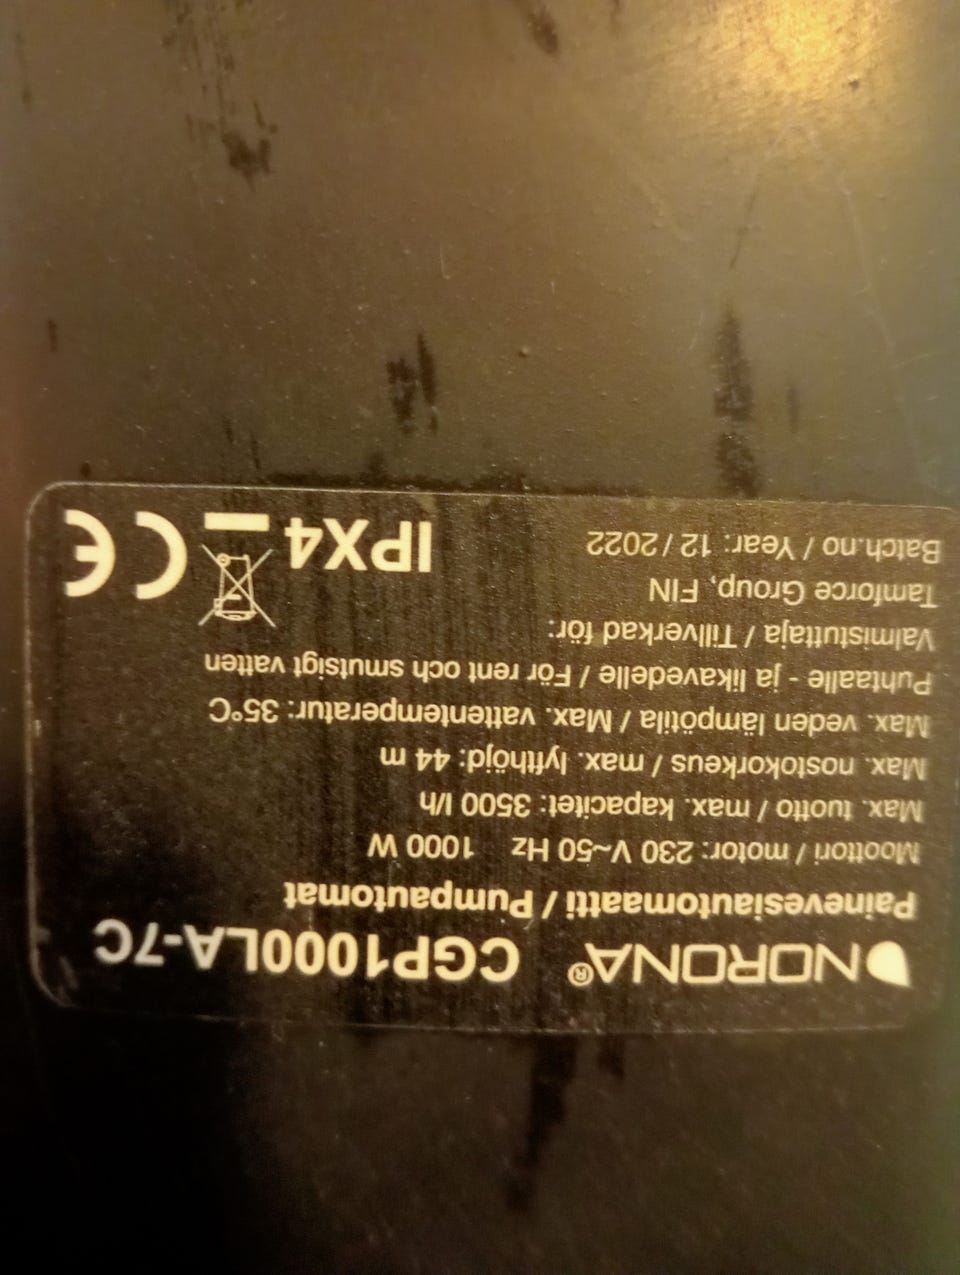 NORONA® CGP1000LA-7C
Painevesiautomaatti / Pumpautomat
Moottori / motor: 230 V~50 Hz 1000 W
Max. tuotto / max. kapacitet: 3500 l/h
Max. nostokorkeus / max. lyfthöjd: 44 m
Max. veden lämpötila / Max. vattentemperatur: 35°C
Puhtaalle - ja likavedelle / För rent och smutsigt vatten
Valmistuttaja / Tillverkad för:
Tamforce Group, FIN
Batch.no / Year: 12 / 2022 IPX4 CE